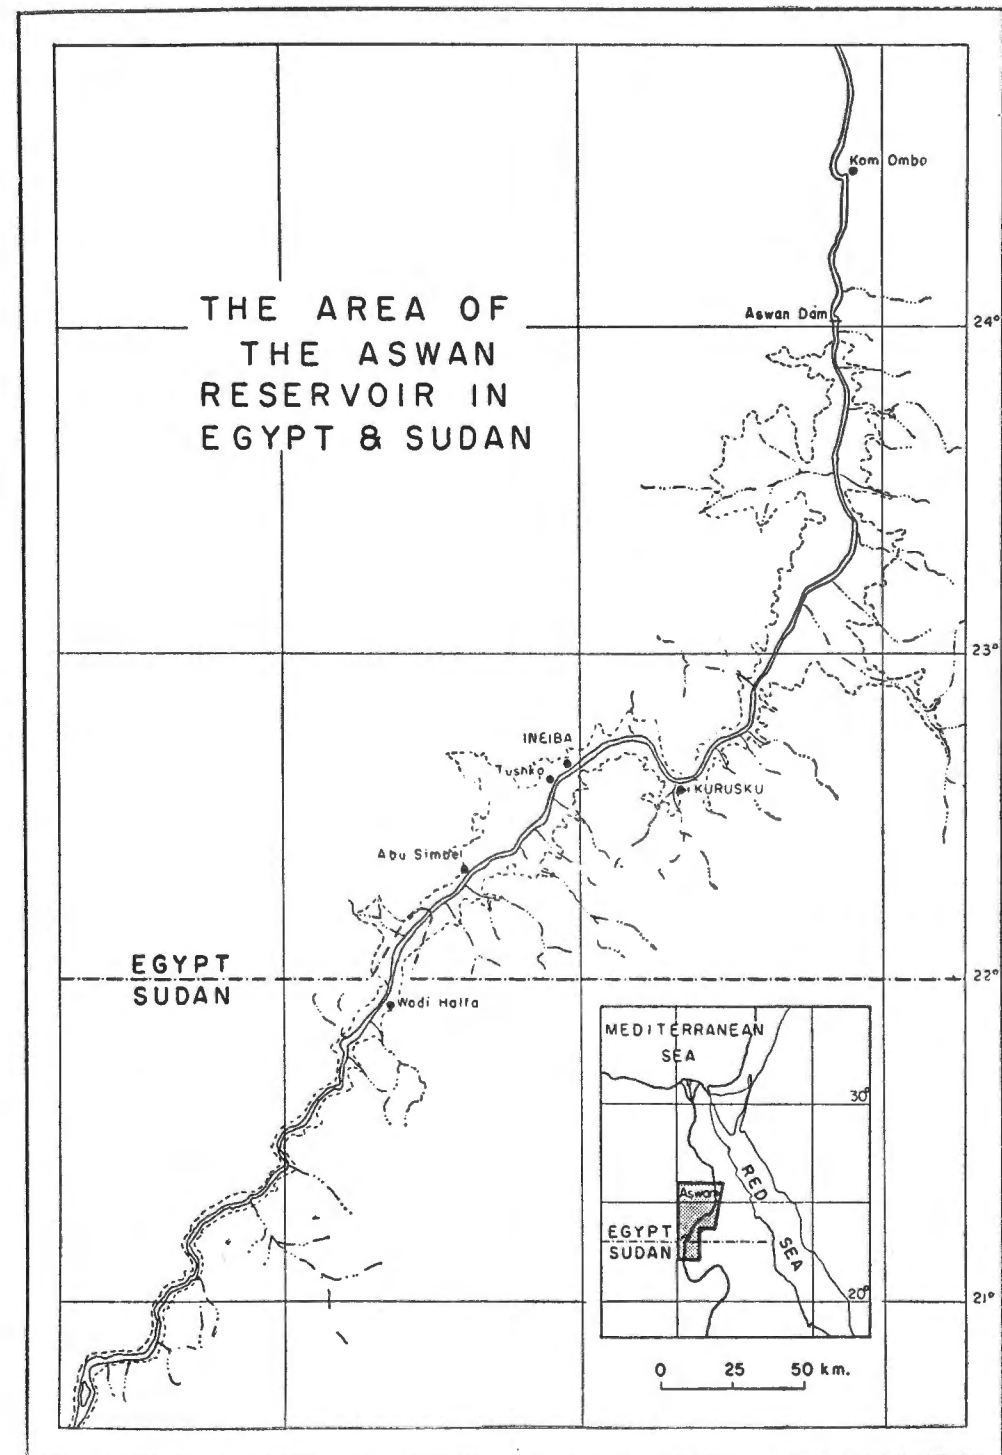 Kom Ombo
THE AREA OF
THE ASWAN
RESERVOIR IN
EGYPT & SUDAN
Aswan Dam
24°
23°
INEIBA
Tushka
KURUSKU
Abu Simbel
EGYPT
SUDAN
22°
Wadi Halfa
MEDITERRANEAN
SEA
30°
RED SEA
Aswan
EGYPT
SUDAN
20°
21°
0 25 50 km.